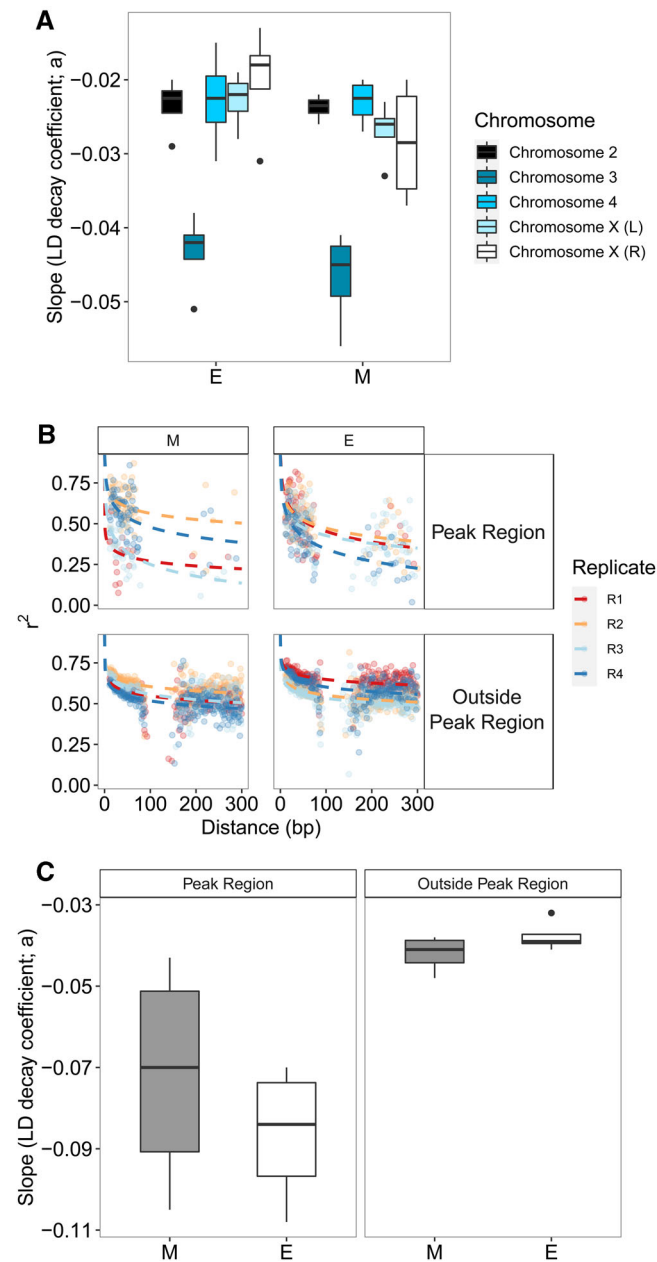 A
Slope (LD decay coefficient; a)
−0.02
−0.03
−0.04
−0.05
E
M
Chromosome
Chromosome 2
Chromosome 3
Chromosome 4
Chromosome X (L)
Chromosome X (R)
B
M
E
r2
0.75
0.50
0.25
0.00
Peak Region
0.75
0.50
0.25
0.00
Outside
Peak Region
0
100
200
300
0
100
200
300
Distance (bp)
Replicate
R1
R2
R3
R4
C
Peak Region
Outside Peak Region
Slope (LD decay coefficient; a)
−0.03
−0.05
−0.07
−0.09
−0.11
M
E
M
E